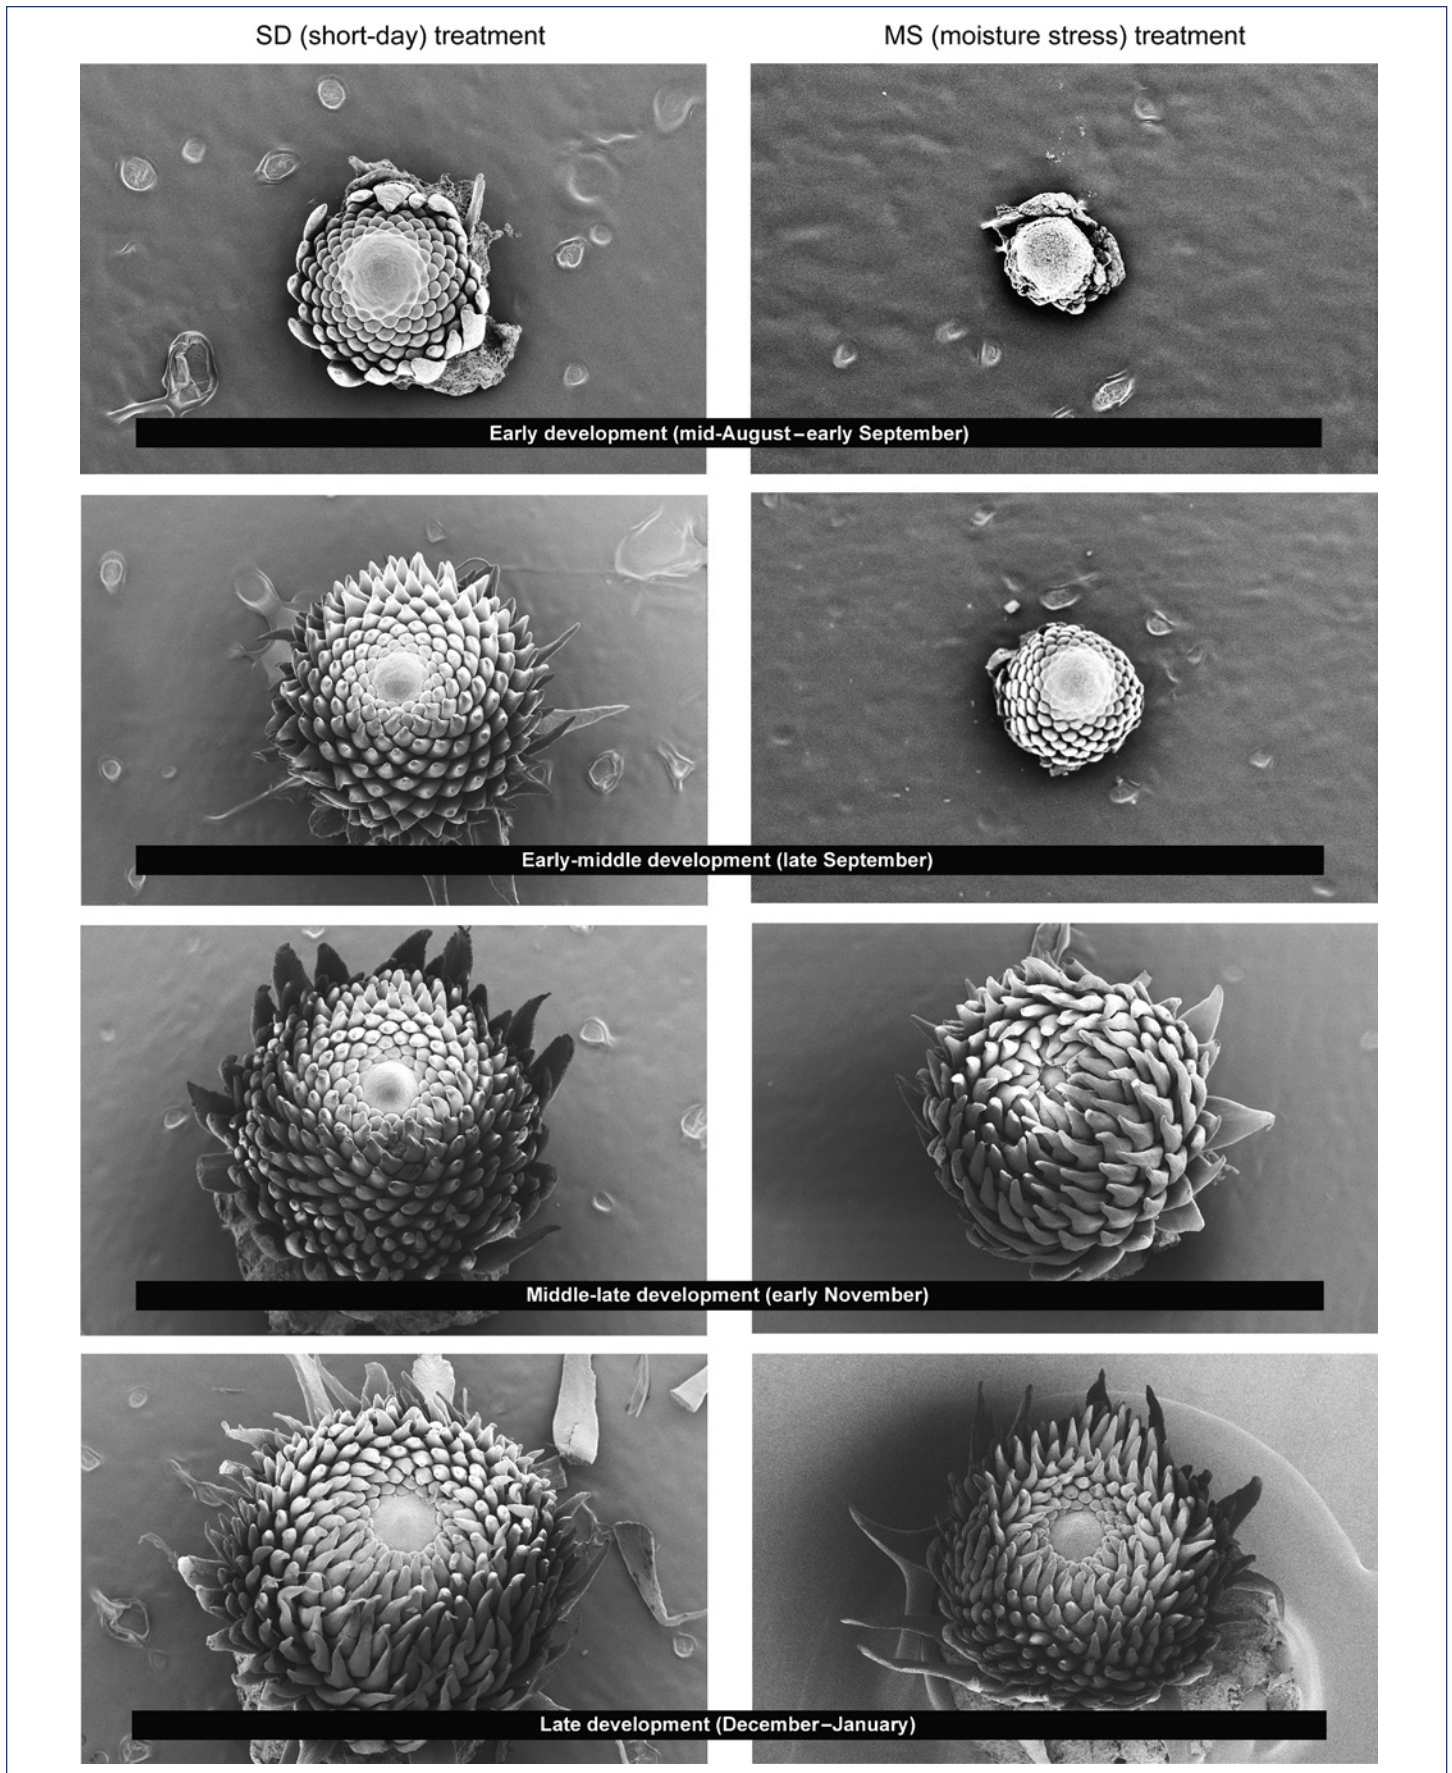 SD (short-day) treatment
MS (moisture stress) treatment
Early development (mid-August–early September)
Early-middle development (late September)
Middle-late development (early November)
Late development (December–January)